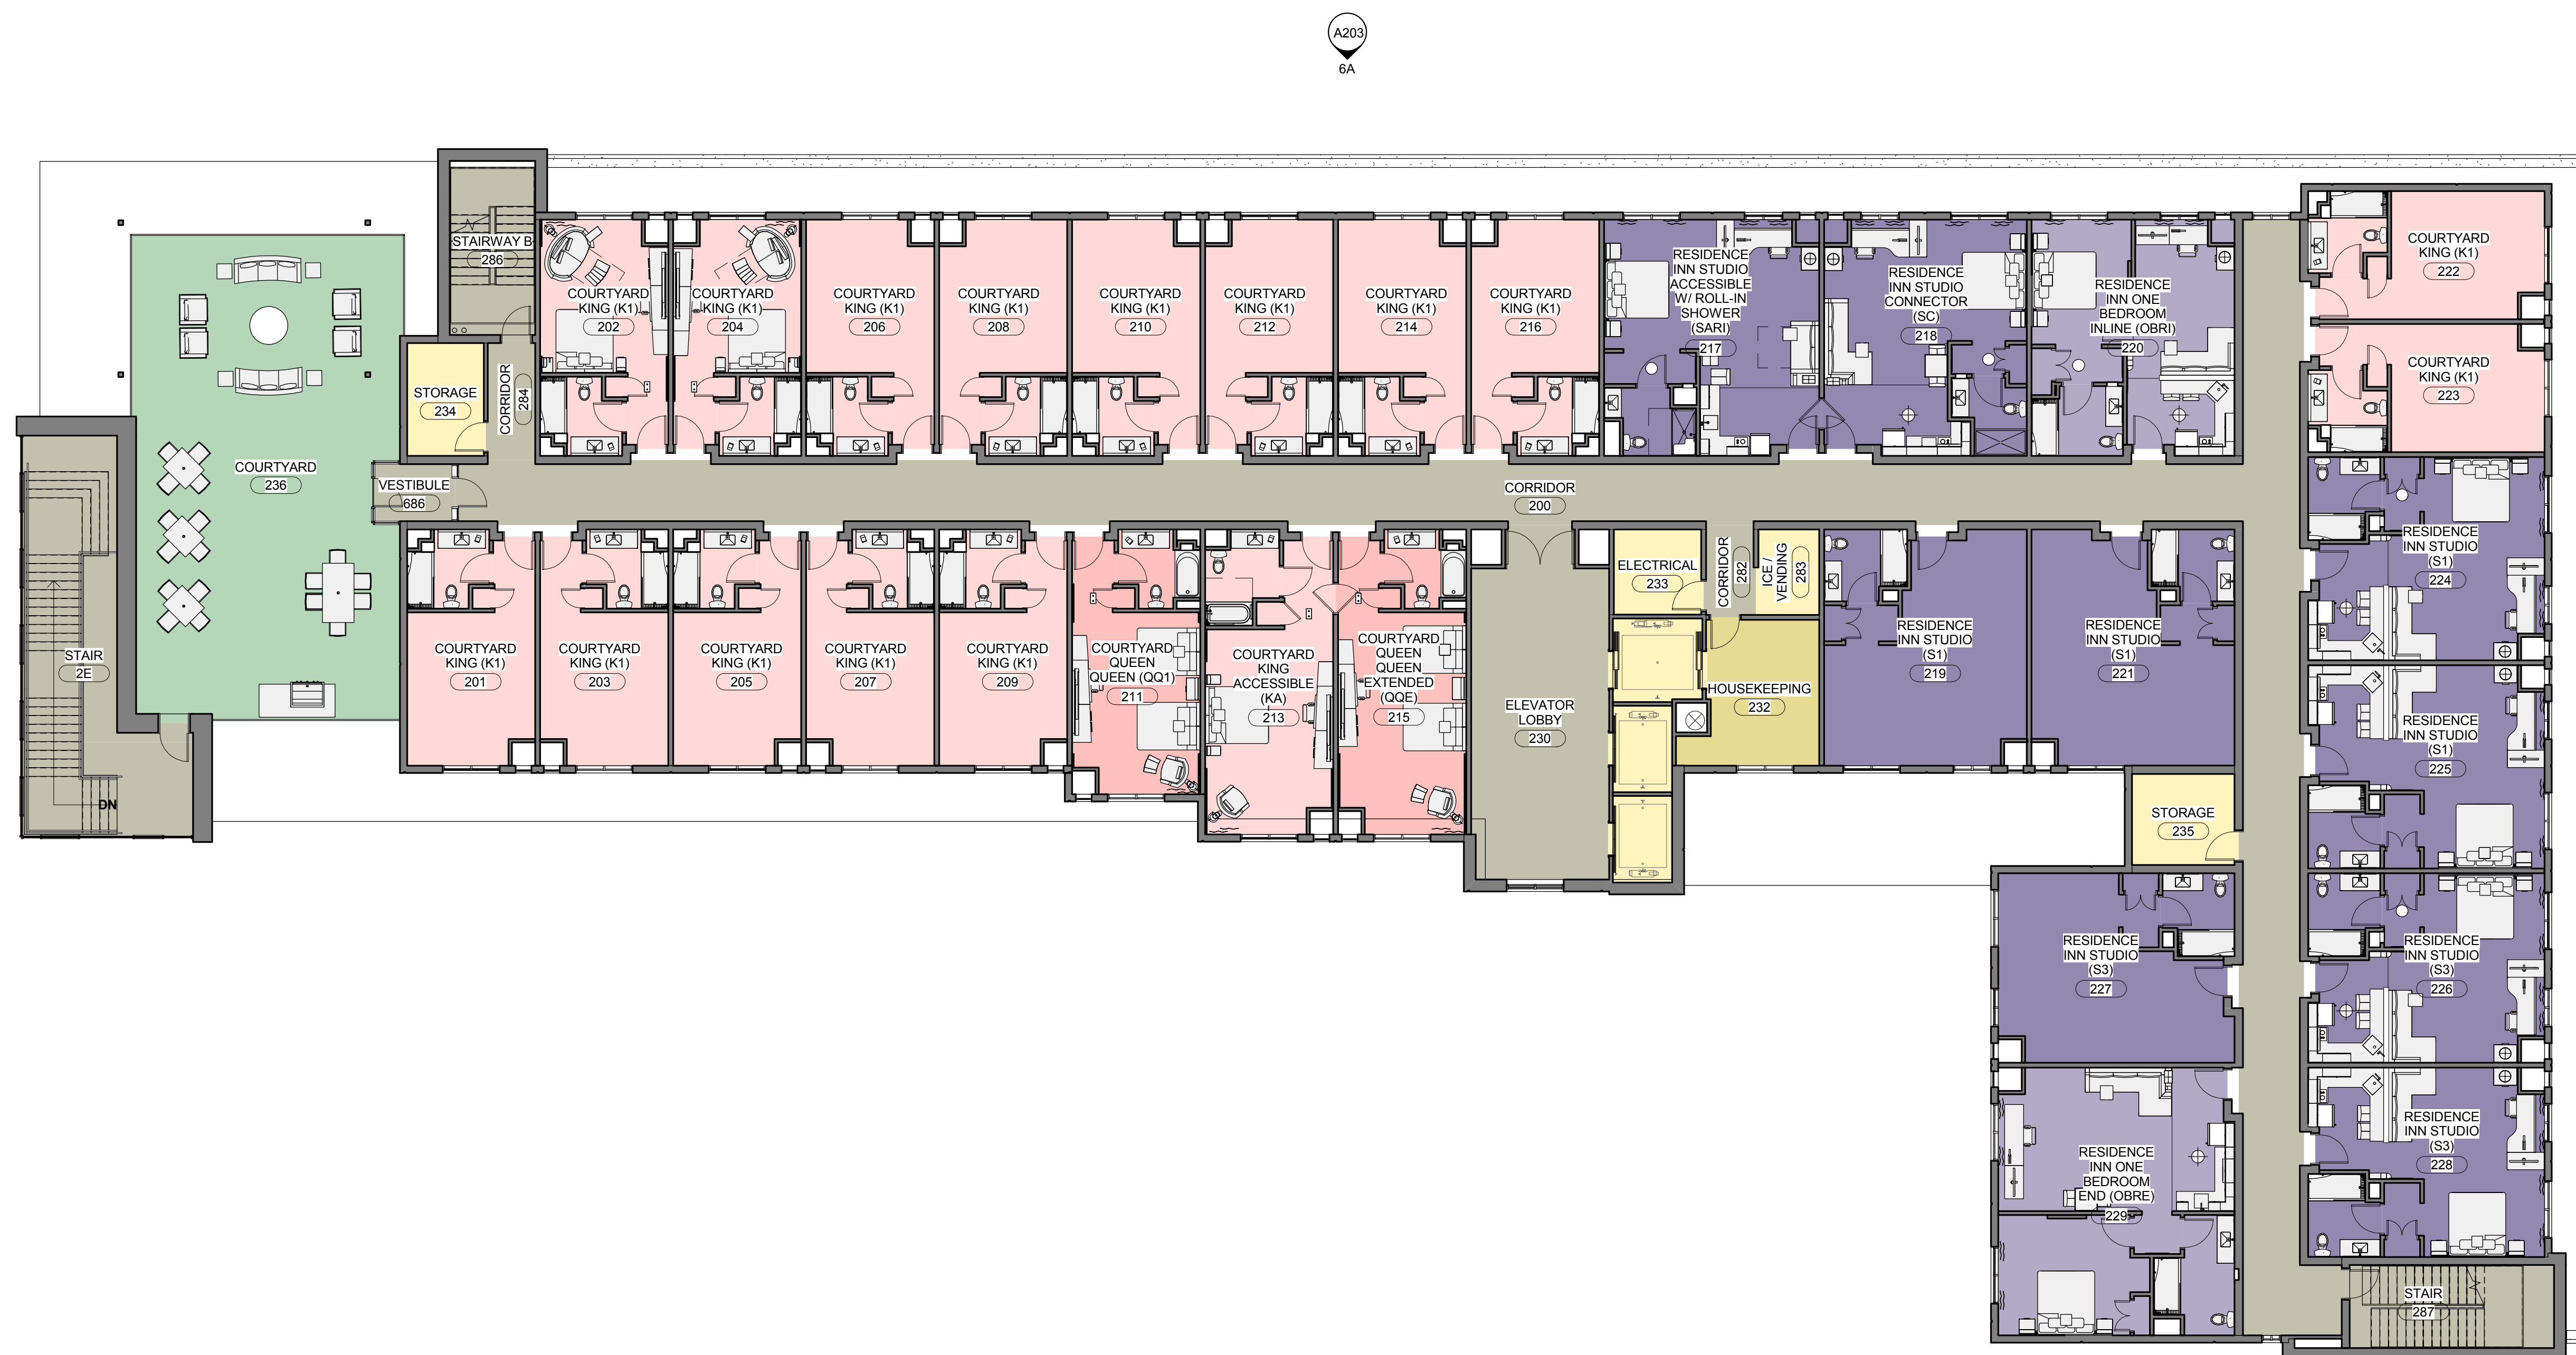 A203
6A
STAIRWAY B
286
COURTYARD
KING (K1)
202
COURTYARD
KING (K1)
204
COURTYARD
KING (K1)
206
COURTYARD
KING (K1)
208
COURTYARD
KING (K1)
210
COURTYARD
KING (K1)
212
COURTYARD
KING (K1)
214
COURTYARD
KING (K1)
216
RESIDENCE
INN STUDIO
ACCESSIBLE
W/ ROLL-IN
SHOWER
(SARI)
217
RESIDENCE
INN STUDIO
CONNECTOR
(SC)
218
RESIDENCE
INN ONE
BEDROOM
INLINE (OBRI)
220
COURTYARD
KING (K1)
222
COURTYARD
KING (K1)
223
STORAGE
234
CORRIDOR
284
COURTYARD
236
VESTIBULE
686
CORRIDOR
200
STAIR
2E
DN
COURTYARD
KING (K1)
201
COURTYARD
KING (K1)
203
COURTYARD
KING (K1)
205
COURTYARD
KING (K1)
207
COURTYARD
KING (K1)
209
COURTYARD
QUEEN
QUEEN (QQ1)
211
COURTYARD
KING
ACCESSIBLE
(KA)
213
COURTYARD
QUEEN
QUEEN
EXTENDED
(QQE)
215
ELEVATOR
LOBBY
230
ELECTRICAL
233
CORRIDOR
282
ICE /
VENDING
283
HOUSEKEEPING
232
RESIDENCE
INN STUDIO
(S1)
219
RESIDENCE
INN STUDIO
(S1)
221
RESIDENCE
INN STUDIO
(S1)
224
RESIDENCE
INN STUDIO
(S1)
225
STORAGE
235
RESIDENCE
INN STUDIO
(S3)
227
RESIDENCE
INN STUDIO
(S3)
226
RESIDENCE
INN ONE
BEDROOM
END (OBRE)
229
RESIDENCE
INN STUDIO
(S3)
228
STAIR
287